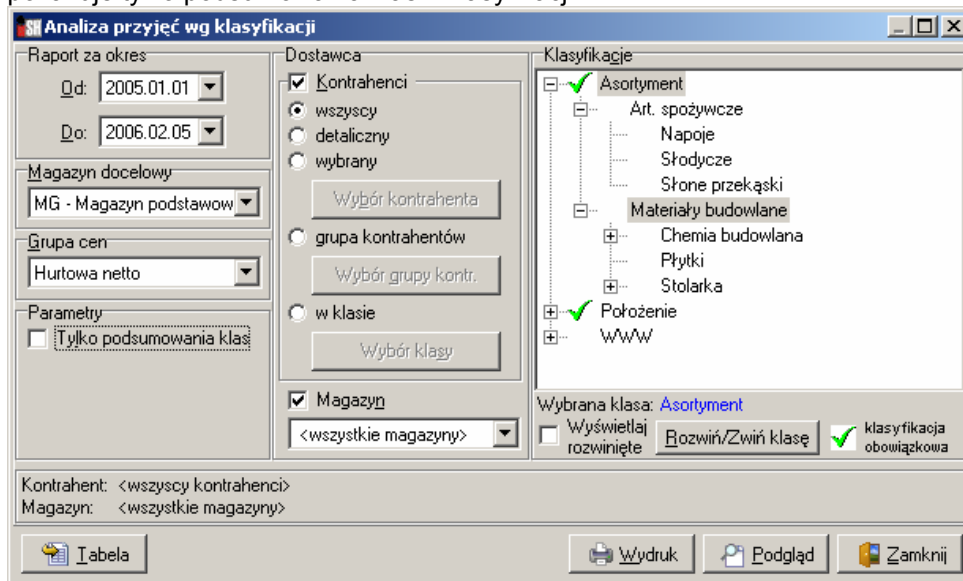 Analiza przyjęć wg klasyfikacji
Raport za okres
Od: 2005.01.01
Do: 2006.02.05
Magazyn docelowy
MG - Magazyn podstawow
Grupa cen
Hurtowa netto
Parametry
Tylko podsumowania klas
Dostawca
Kontrahenci
wszyscy
detaliczny
wybrany
Wybór kontrahenta
grupa kontrahentów
Wybór grupy kontr.
w klasie
Wybór klasy
Magazyn
<wszystkie magazyny>
Klasyfikacje
Asortyment
Art. spożywcze
Napoje
Słodycze
Słone przekąski
Materiały budowlane
Chemia budowlana
Płytki
Stolarka
Położenie
WWW
Wybrana klasa: Asortyment
Wyświetlaj
rozwinięte
Rozwiń/Zwiń klasę
klasyfikacja
obowiązkowa
Kontrahent: <wszyscy kontrahenci>
Magazyn: <wszystkie magazyny>
Tabela
Wydruk
Podgląd
Zamknij